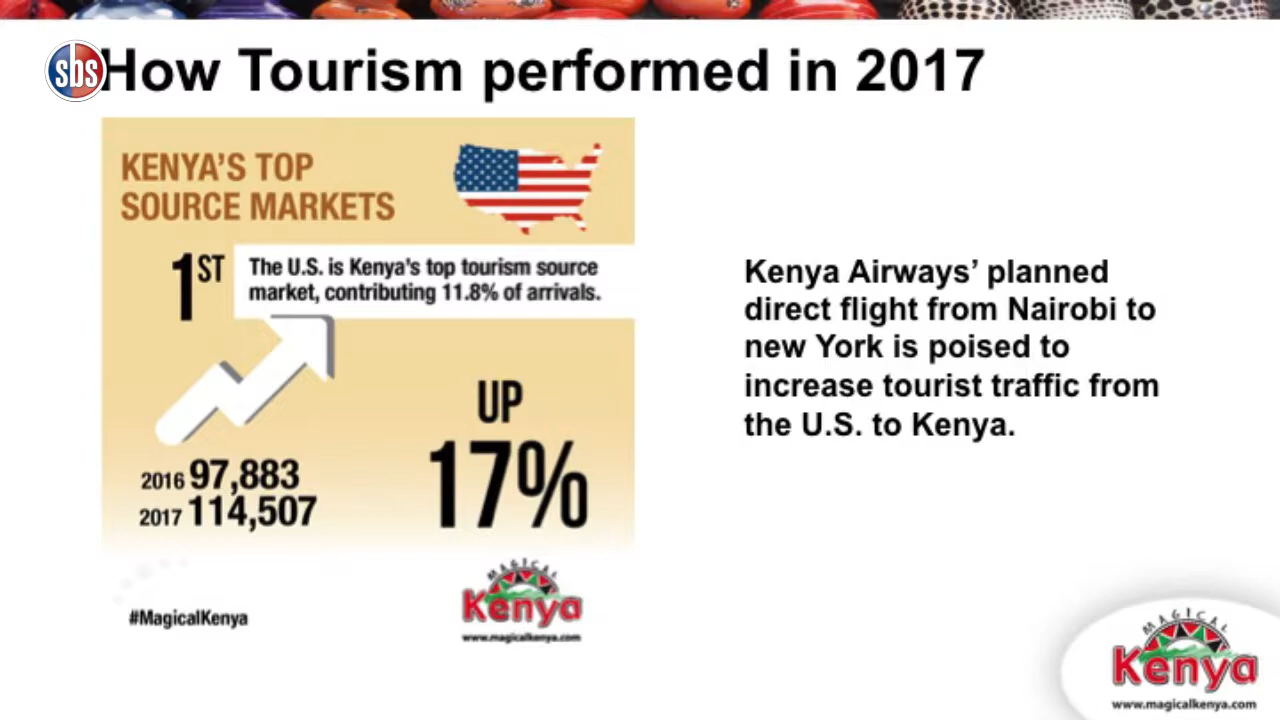 sbs
How Tourism performed in 2017
KENYA'S TOP
SOURCE MARKETS
1ST
The U.S. is Kenya's top tourism source
market, contributing 11.8% of arrivals.
UP
17%
2016 97,883
2017 114,507
#MagicalKenya
MAGICAL
Kenya
www.magicalkenya.com
Kenya Airways' planned
direct flight from Nairobi to
new York is poised to
increase tourist traffic from
the U.S. to Kenya.
MAGICAL
Kenya
www.magicalkenya.com